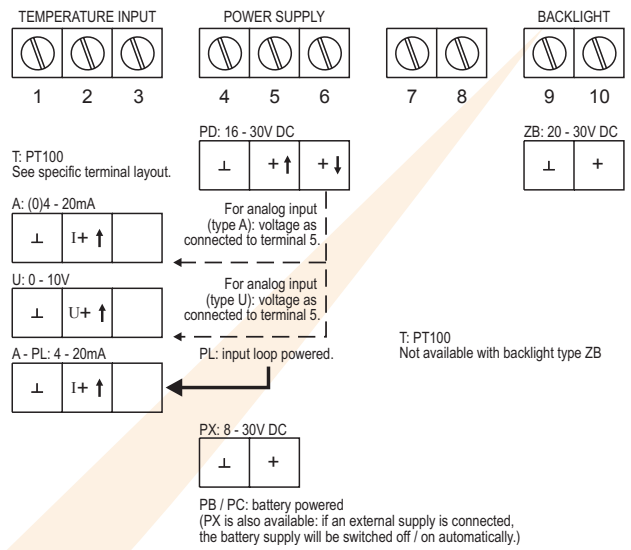 TEMPERATURE INPUT
POWER SUPPLY
BACKLIGHT
1 2 3
4 5 6
7 8
9 10
PD: 16 - 30V DC
ZB: 20 - 30V DC
T: PT100
See specific terminal layout.
⊥ +↑ +↓
⊥ +
A: (0)4 - 20mA
⊥ I+ ↑
For analog input
(type A): voltage as
connected to terminal 5.
U: 0 - 10V
⊥ U+ ↑
For analog input
(type U): voltage as
connected to terminal 5.
A - PL: 4 - 20mA
⊥ I+ ↑
PL: input loop powered.
T: PT100
Not available with backlight type ZB
PX: 8 - 30V DC
⊥ +
PB / PC: battery powered
(PX is also available: if an external supply is connected,
the battery supply will be switched off / on automatically.)